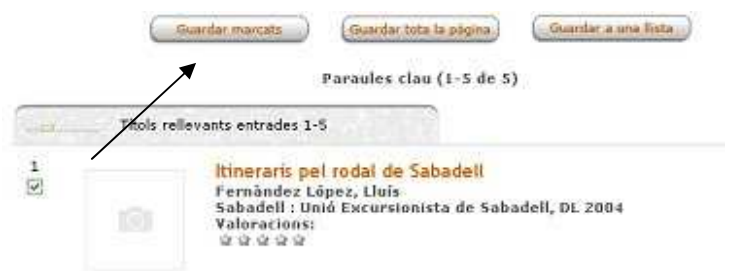 Guardar marcats Guardar tota la página Guardar a una llista
Paraules clau (1-5 de 5)
Títols rellevants entrades 1-5
1
Itineraris pel rodal de Sabadell
Fernàndez López, Lluís
Sabadell : Unió Excursionista de Sabadell, DL 2004
Valoracions: